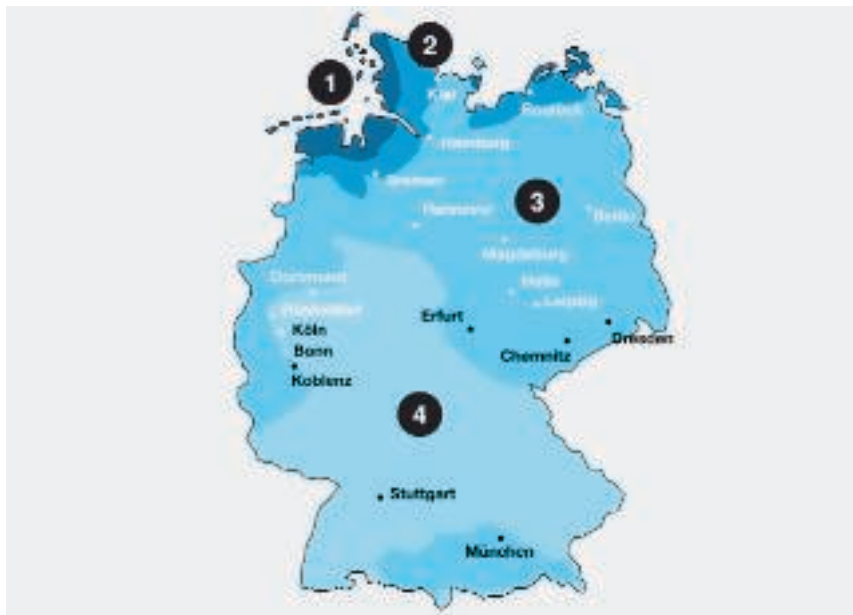 1
2
Kiel
Rostock
Hamburg
Bremen
3
Hannover
Berlin
Magdeburg
Dortmund
Halle
Leipzig
Düsseldorf
Erfurt
Köln
Dresden
Bonn
Chemnitz
Koblenz
4
Stuttgart
München